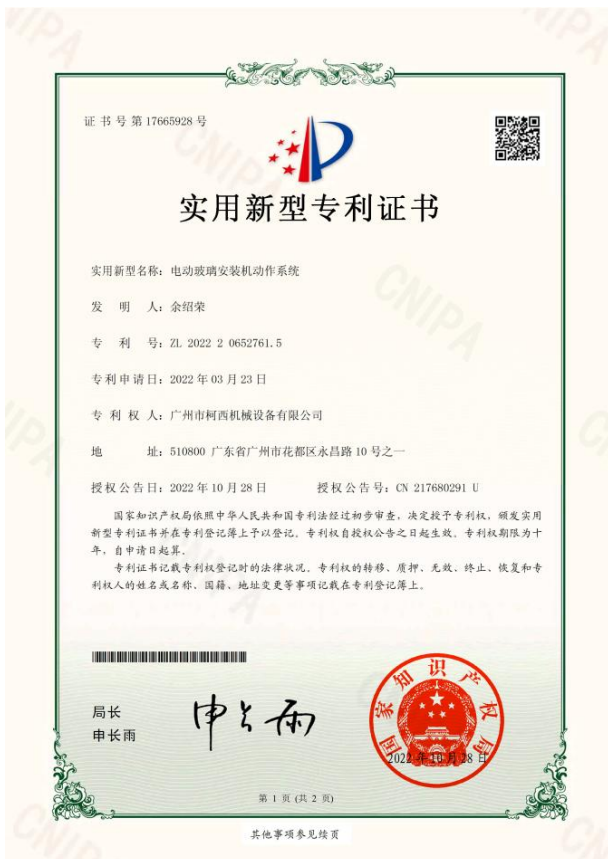 证书号第17665928号
实用新型专利证书
实用新型名称：电动玻璃安装机动作系统
发明人：余绍荣
专利号：ZL 2022 2 0652761.5
专利申请日：2022年03月23日
专利权人：广州市柯西机械设备有限公司
地址：510800 广东省广州市花都区永昌路10号之一
授权公告日：2022年10月28日 授权公告号：CN 217680291 U
国家知识产权局依照中华人民共和国专利法经过初步审查，决定授予专利权，颁发实用
新型专利证书并在专利登记簿上予以登记。专利权自授权公告之日起生效。专利权期限为十
年，自申请日起算。
专利证书记载专利权登记时的法律状况。专利权的转移、质押、无效、终止、恢复和专
利权人的姓名或名称、国籍、地址变更等事项记载在专利登记簿上。
局长
申长雨
申长雨
国家知识产权局
2022年10月28日
第 1 页 (共 2 页)
其他事项参见续页
CNIPA
CNIPA
CNIPA
CNIPA